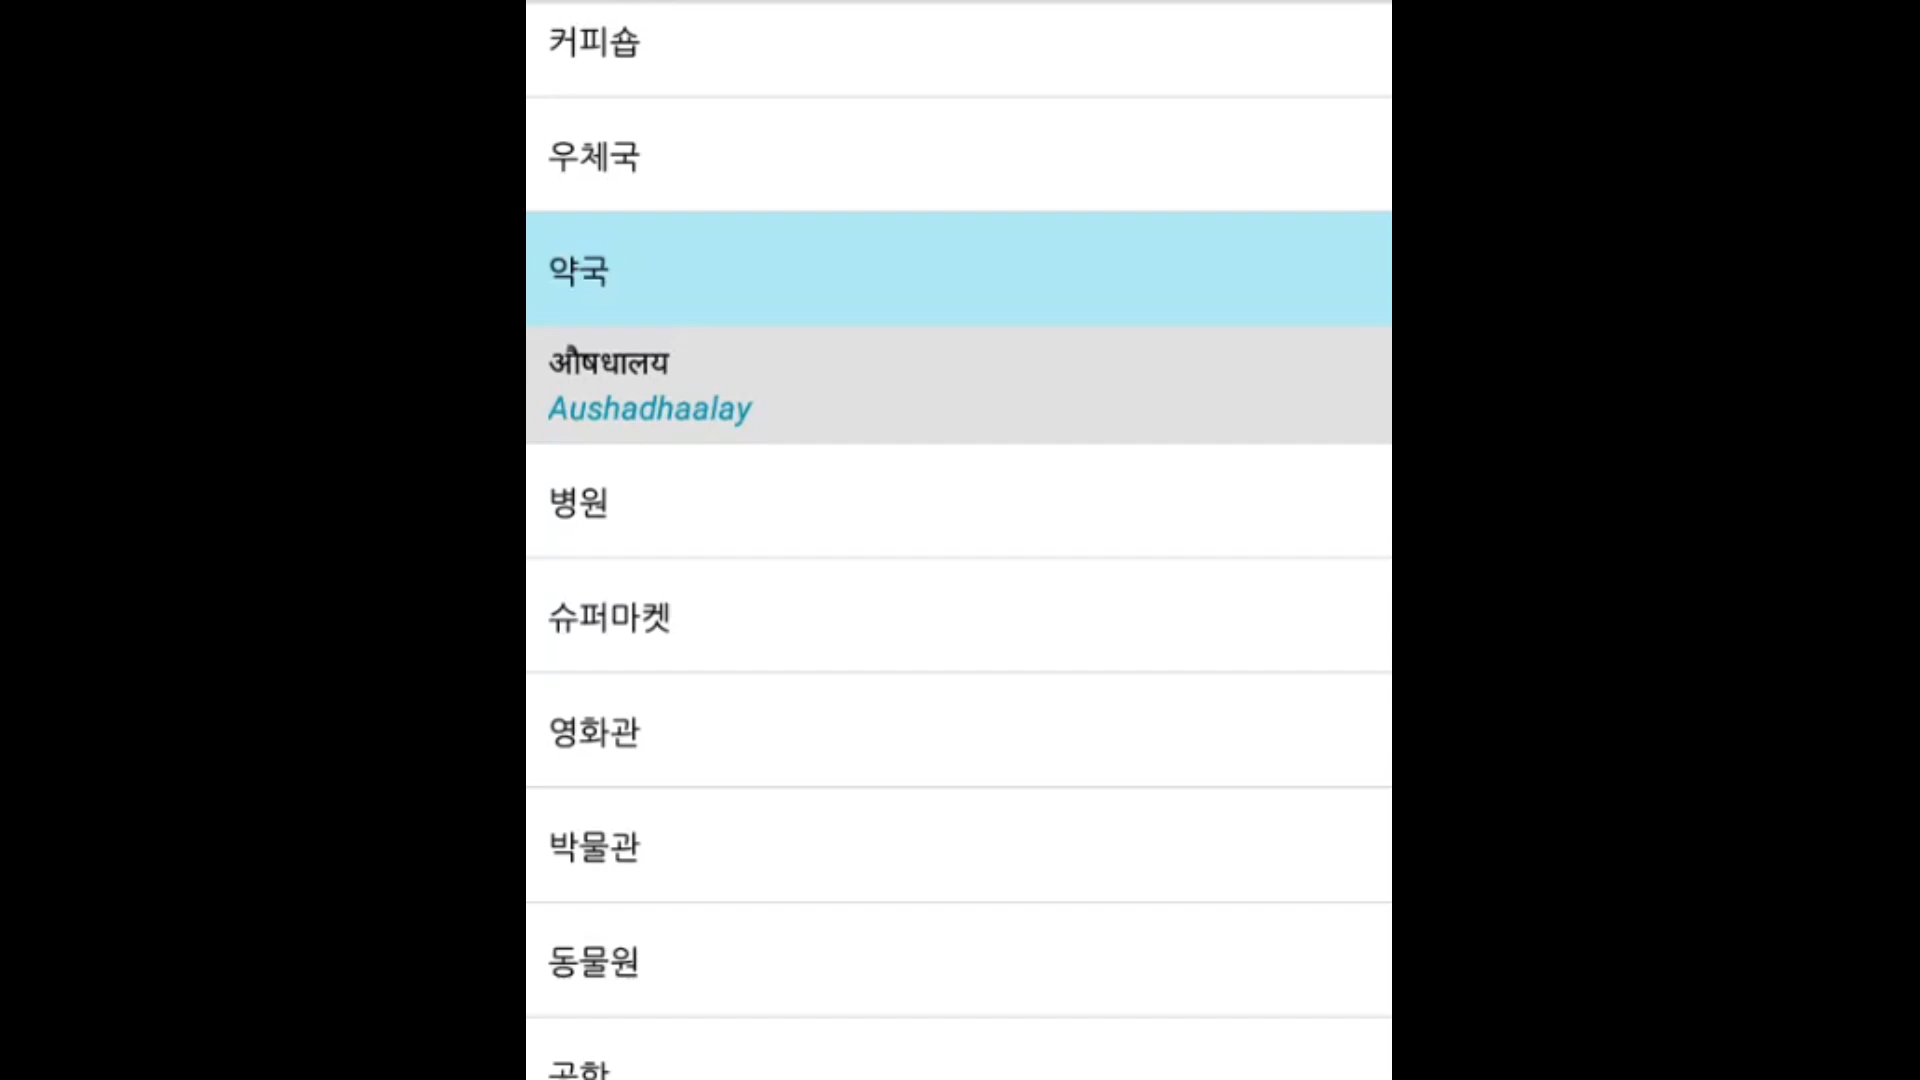 커피숍
우체국
약국
औषधालय
Aushadhaalay
병원
슈퍼마켓
영화관
박물관
동물원